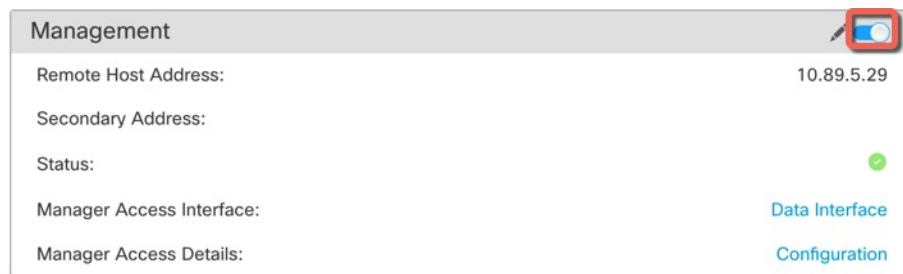 Management
Remote Host Address: 10.89.5.29
Secondary Address:
Status:
Manager Access Interface: Data Interface
Manager Access Details: Configuration